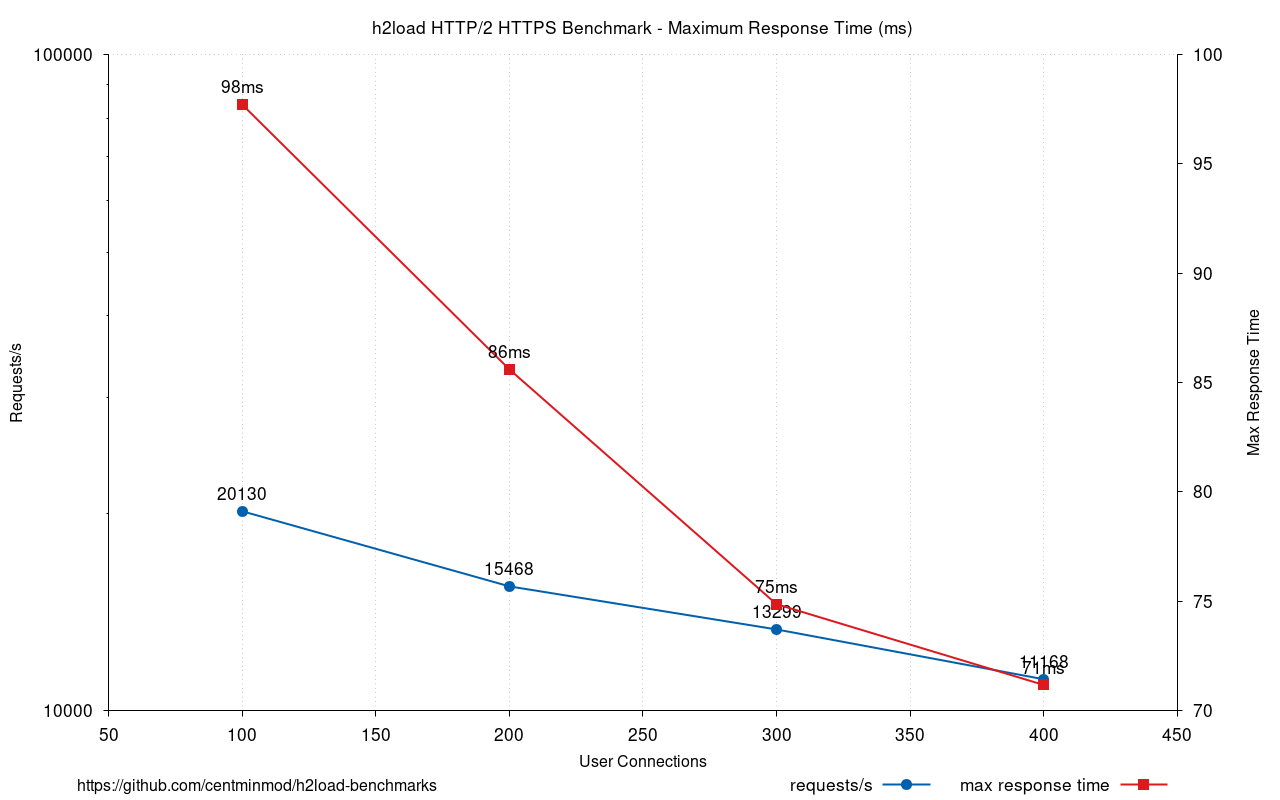 h2load HTTP/2 HTTPS Benchmark - Maximum Response Time (ms)
100000
10000
Requests/s
100
95
90
85
80
75
70
Max Response Time
98ms
86ms
75ms
71ms
20130
15468
13299
11168
50 100 150 200 250 300 350 400 450
User Connections
https://github.com/centminmod/h2load-benchmarks
requests/s
max response time